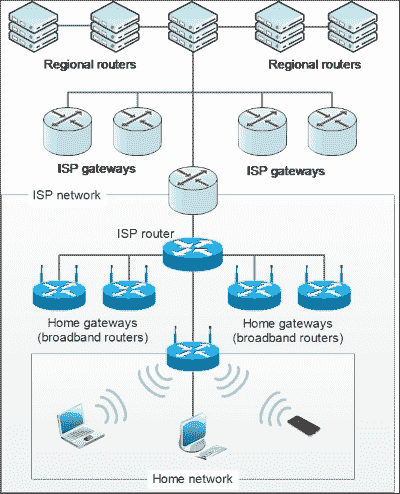 Regional routers
Regional routers
ISP gateways
ISP gateways
ISP network
ISP router
Home gateways
(broadband routers)
Home gateways
(broadband routers)
Home network